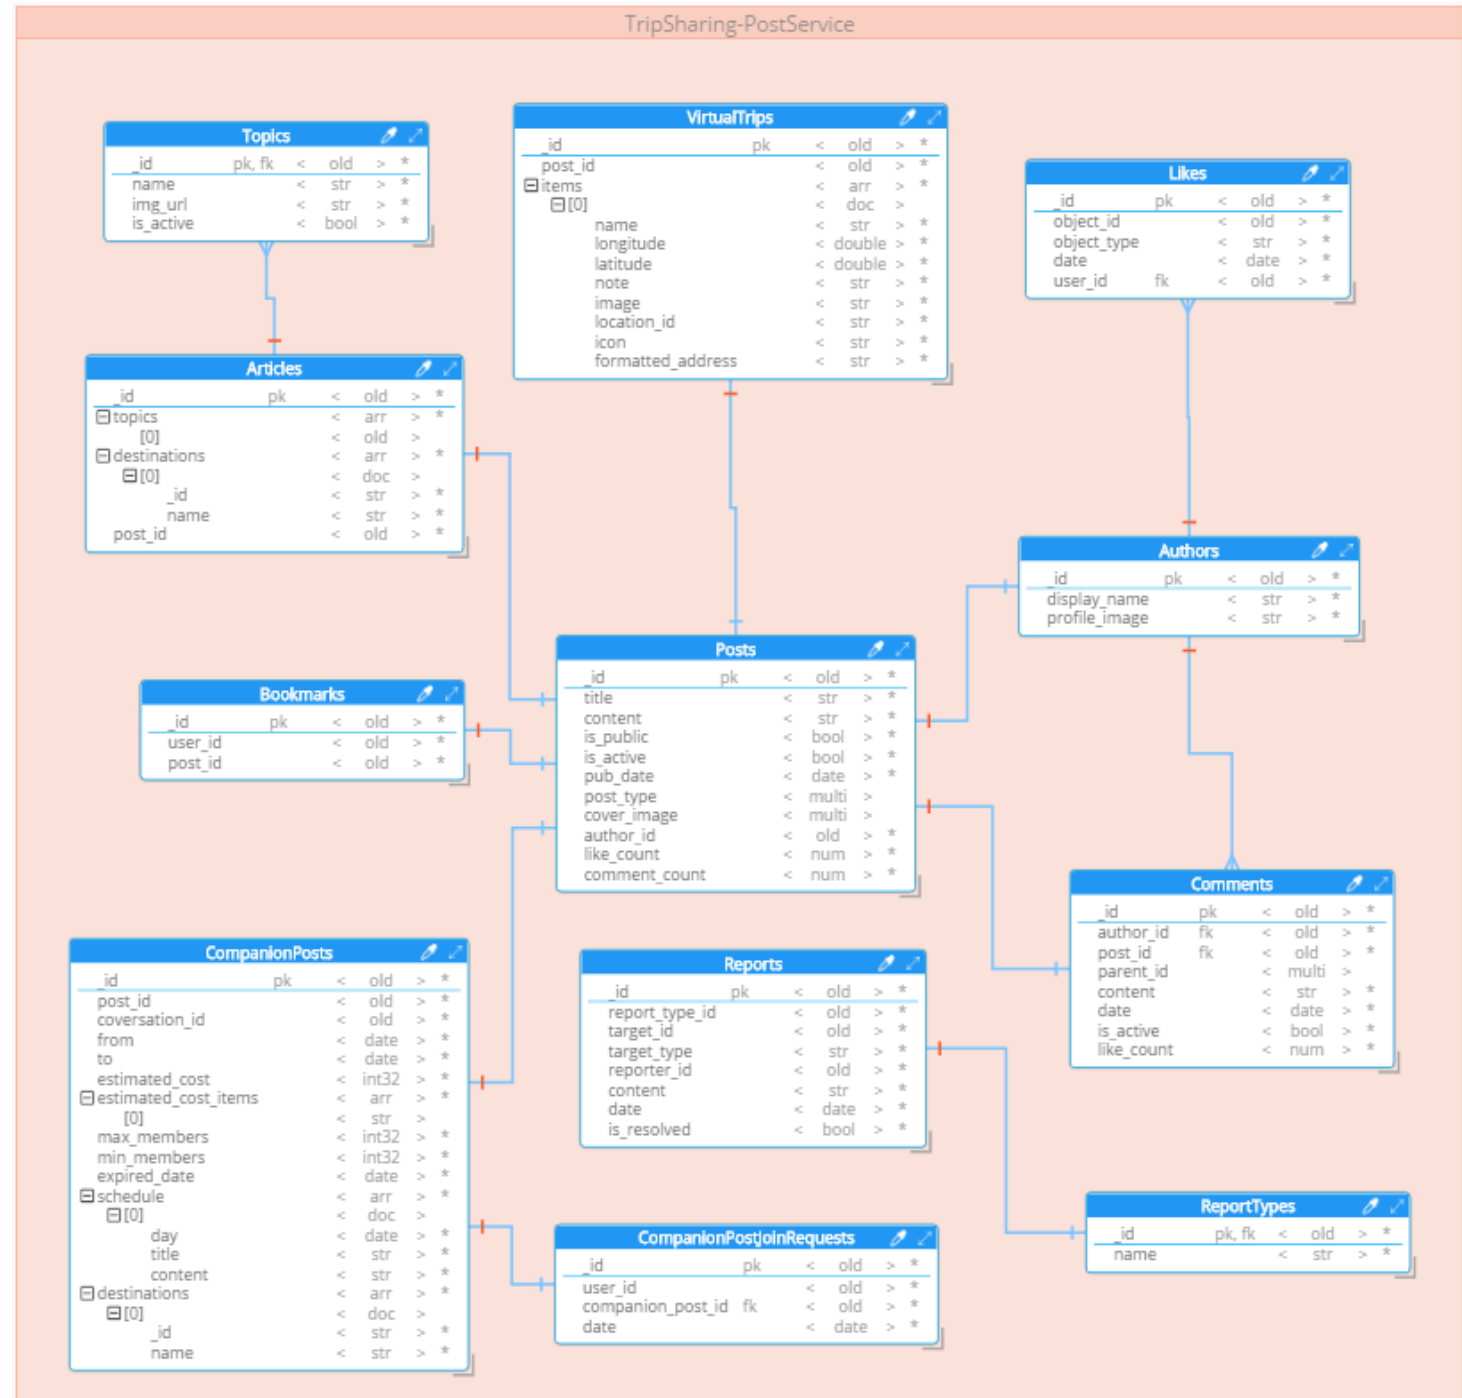 TripSharing-PostService
Topics
_id pk, fk < oId > *
name < str > *
img_url < str > *
is_active < bool > *
VirtualTrips
_id pk < oId > *
post_id < oId > *
items < arr > *
[0] < doc >
name < str > *
longitude < double > *
latitude < double > *
note < str > *
image < str > *
location_id < str > *
icon < str > *
formatted_address < str > *
Likes
_id pk < oId > *
object_id < oId > *
object_type < str > *
date < date > *
user_id fk < oId > *
Articles
_id pk < oId > *
topics < arr > *
[0] < oId >
destinations < arr > *
[0] < doc >
_id < str > *
name < str > *
post_id < oId > *
Authors
_id pk < oId > *
display_name < str > *
profile_image < str > *
Posts
_id pk < oId > *
title < str > *
content < str > *
is_public < bool > *
is_active < bool > *
pub_date < date > *
post_type < multi >
cover_image < multi >
author_id < oId > *
like_count < num > *
comment_count < num > *
Bookmarks
_id pk < oId > *
user_id < oId > *
post_id < oId > *
Comments
_id pk < oId > *
author_id fk < oId > *
post_id fk < oId > *
parent_id < multi >
content < str > *
date < date > *
is_active < bool > *
like_count < num > *
CompanionPosts
_id pk < oId > *
post_id < oId > *
coversation_id < oId > *
from < date > *
to < date > *
estimated_cost < int32 > *
estimated_cost_items < arr > *
[0] < str >
max_members < int32 > *
min_members < int32 > *
expired_date < date > *
schedule < arr > *
[0] < doc >
day < date > *
title < str > *
content < str > *
destinations < arr > *
[0] < doc >
_id < str > *
name < str > *
Reports
_id pk < oId > *
report_type_id < oId > *
target_id < oId > *
target_type < str > *
reporter_id < oId > *
content < str > *
date < date > *
is_resolved < bool > *
ReportTypes
_id pk, fk < oId > *
name < str > *
CompanionPostJoinRequests
_id pk < oId > *
user_id < oId > *
companion_post_id fk < oId > *
date < date > *